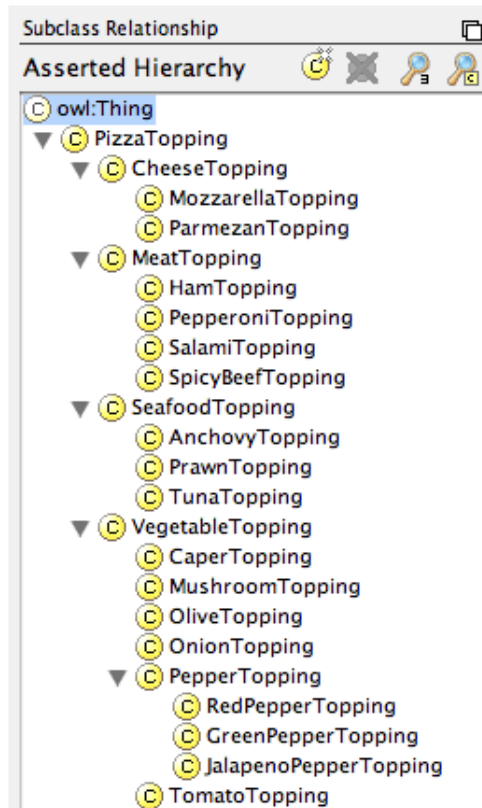 Subclass Relationship
Asserted Hierarchy
owl:Thing
PizzaTopping
CheeseTopping
MozzarellaTopping
ParmezanTopping
MeatTopping
HamTopping
PepperoniTopping
SalamiTopping
SpicyBeefTopping
SeafoodTopping
AnchovyTopping
PrawnTopping
TunaTopping
VegetableTopping
CaperTopping
MushroomTopping
OliveTopping
OnionTopping
PepperTopping
RedPepperTopping
GreenPepperTopping
JalapenoPepperTopping
TomatoTopping